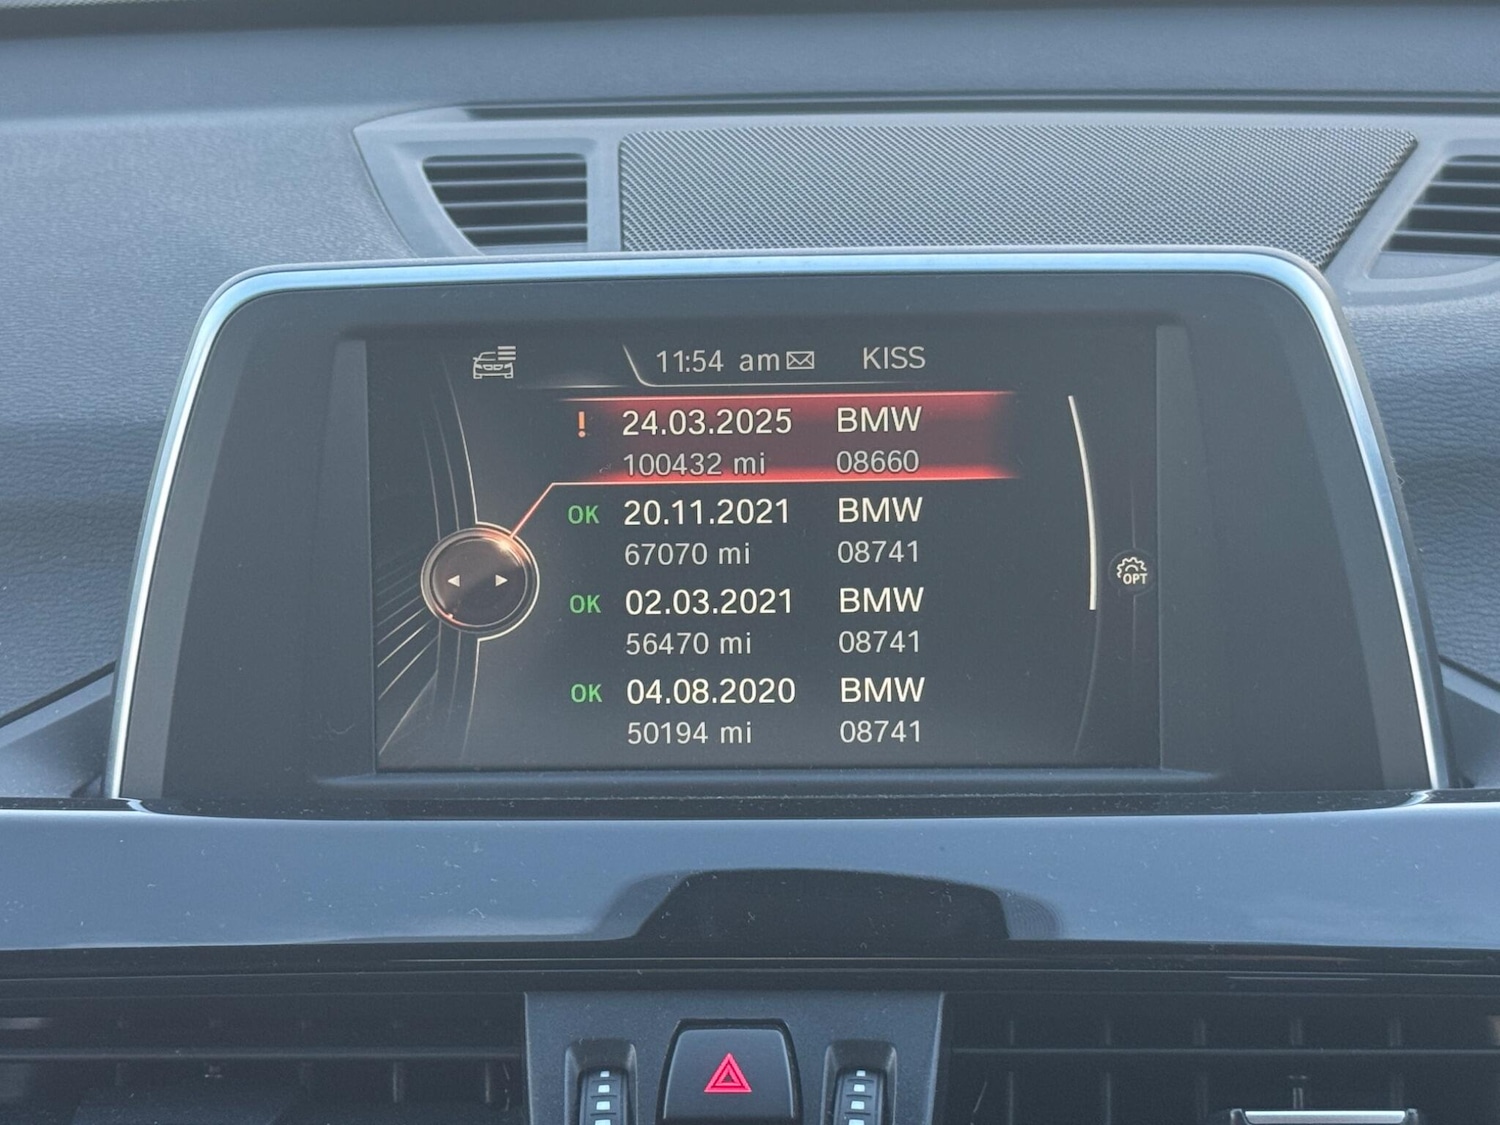 11:54 am KISS
! 24.03.2025 BMW
100432 mi 08660
OK 20.11.2021 BMW
67070 mi 08741
OK 02.03.2021 BMW
56470 mi 08741
OPT
OK 04.08.2020 BMW
50194 mi 08741